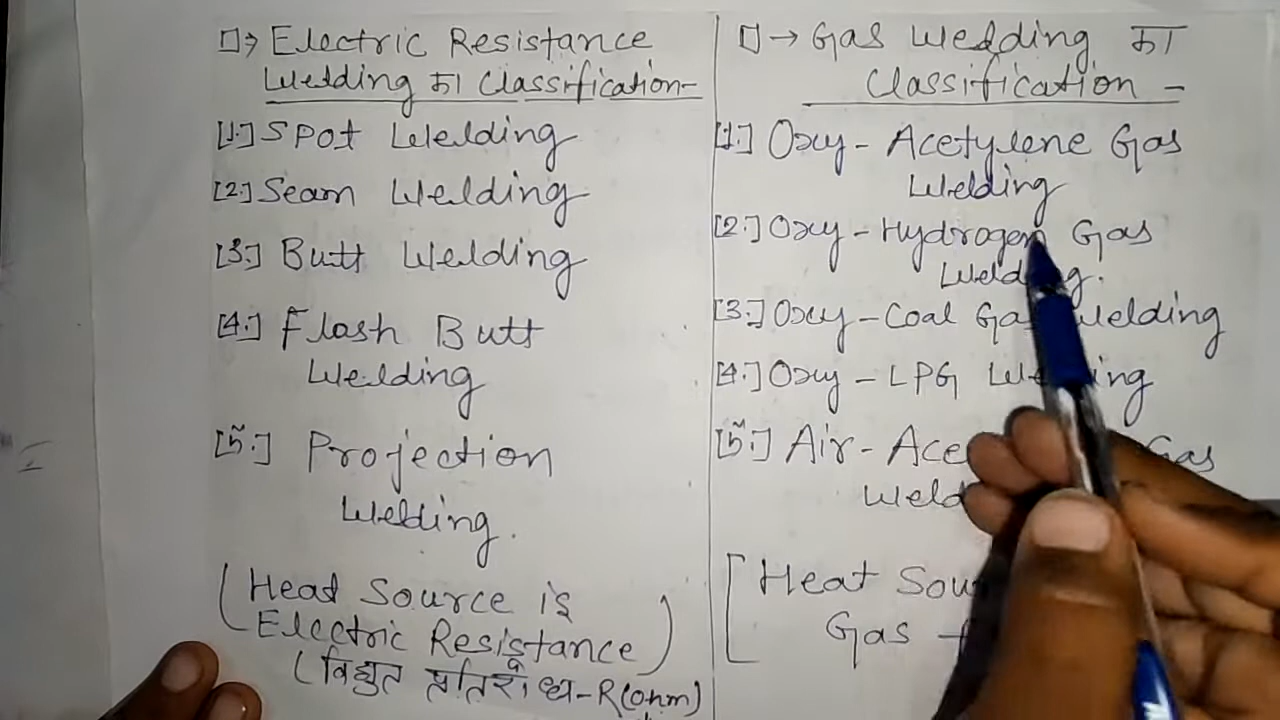 □→ Electric Resistance
Welding का Classification-
[1.] Spot Welding
[2.] Seam Welding
[3.] Butt Welding
[4.] Flash Butt
Welding
[5.] Projection
Welding.
(Heat Source is
Electric Resistance)
(विद्युत प्रतिरोध-R(ohm)
□→ Gas Welding का
Classification -
[1.] Oxy-Acetylene Gas
Welding
[2.] Oxy-Hydrogen Gas
Welding.
[3.] Oxy-Coal Gas Welding
[4.] Oxy-LPG Welding
[5.] Air-Ace Gas
Weld
[Heat Sou
Gas